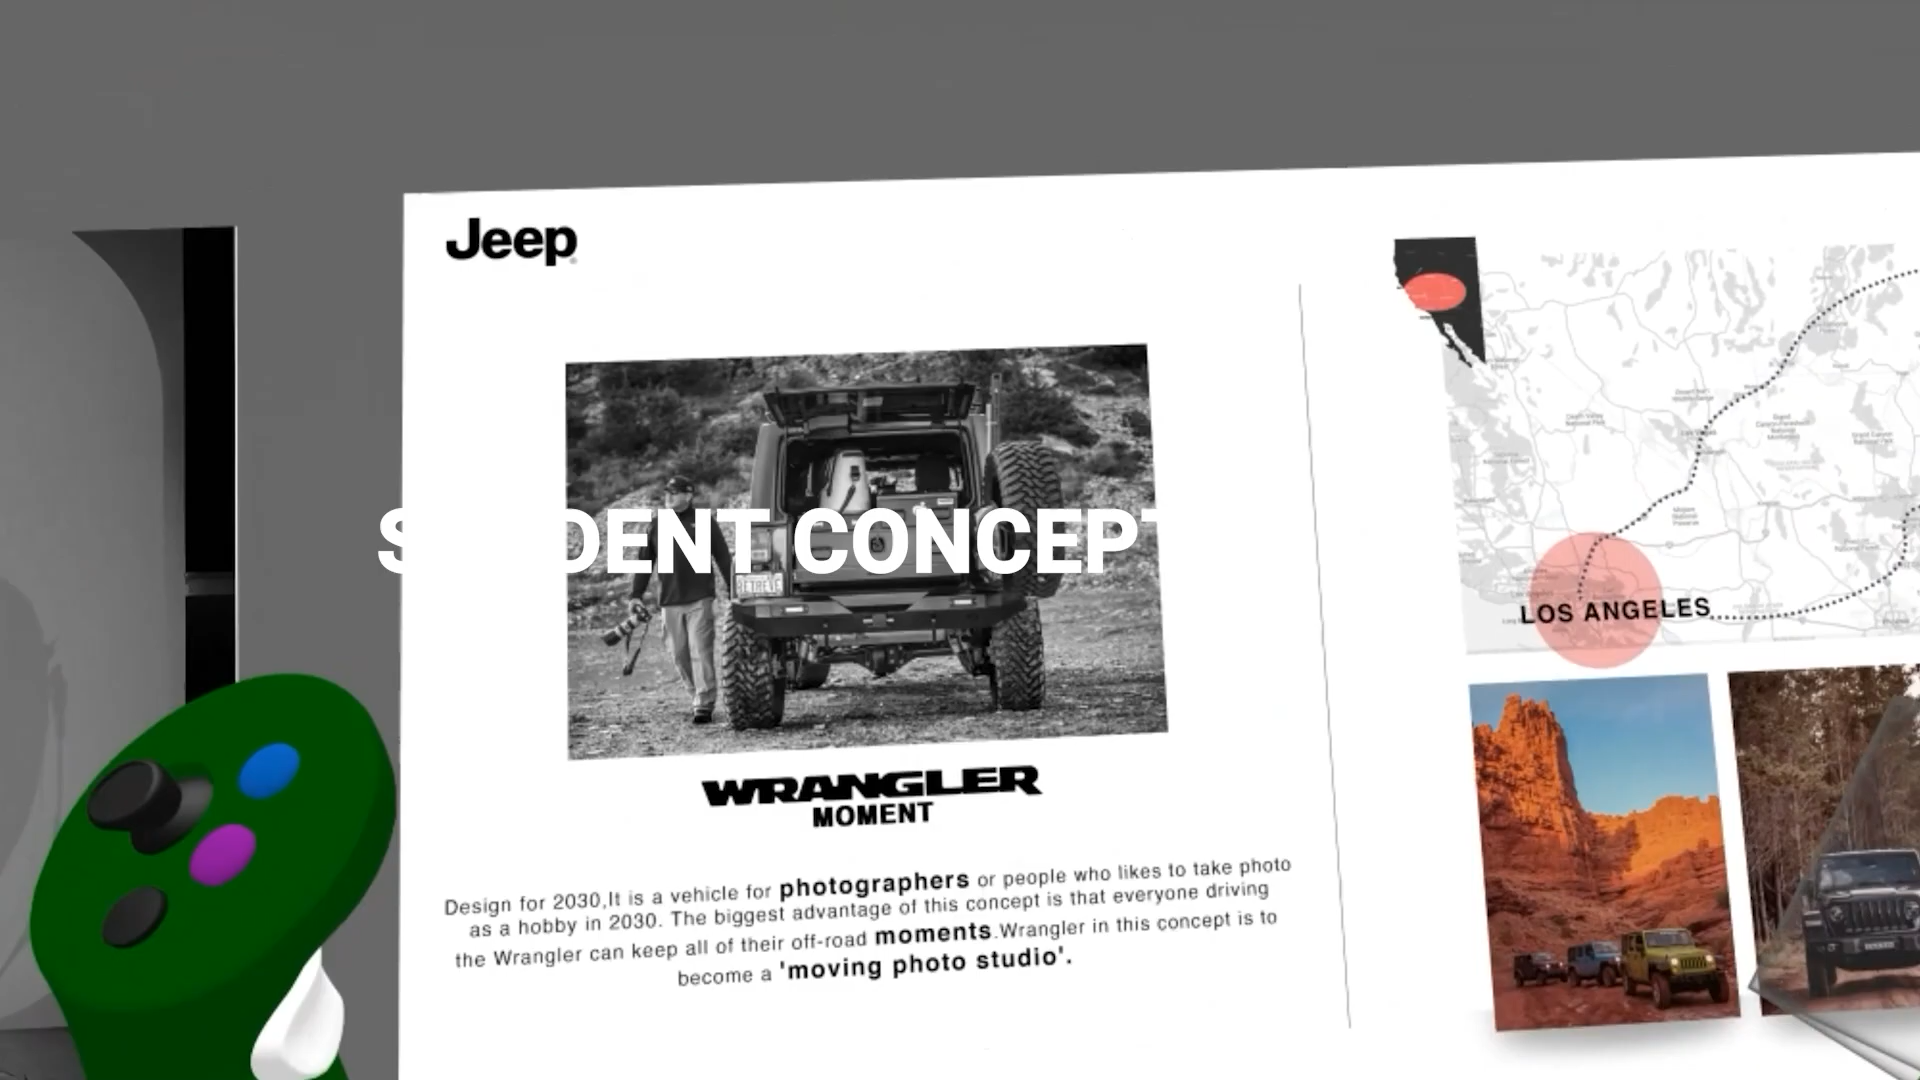 Jeep
STUDENT CONCEPT
WRANGLER
MOMENT
Design for 2030,It is a vehicle for photographers or people who likes to take photo
as a hobby in 2030. The biggest advantage of this concept is that everyone driving
the Wrangler can keep all of their off-road moments.Wrangler in this concept is to
become a 'moving photo studio'.
LOS ANGELES